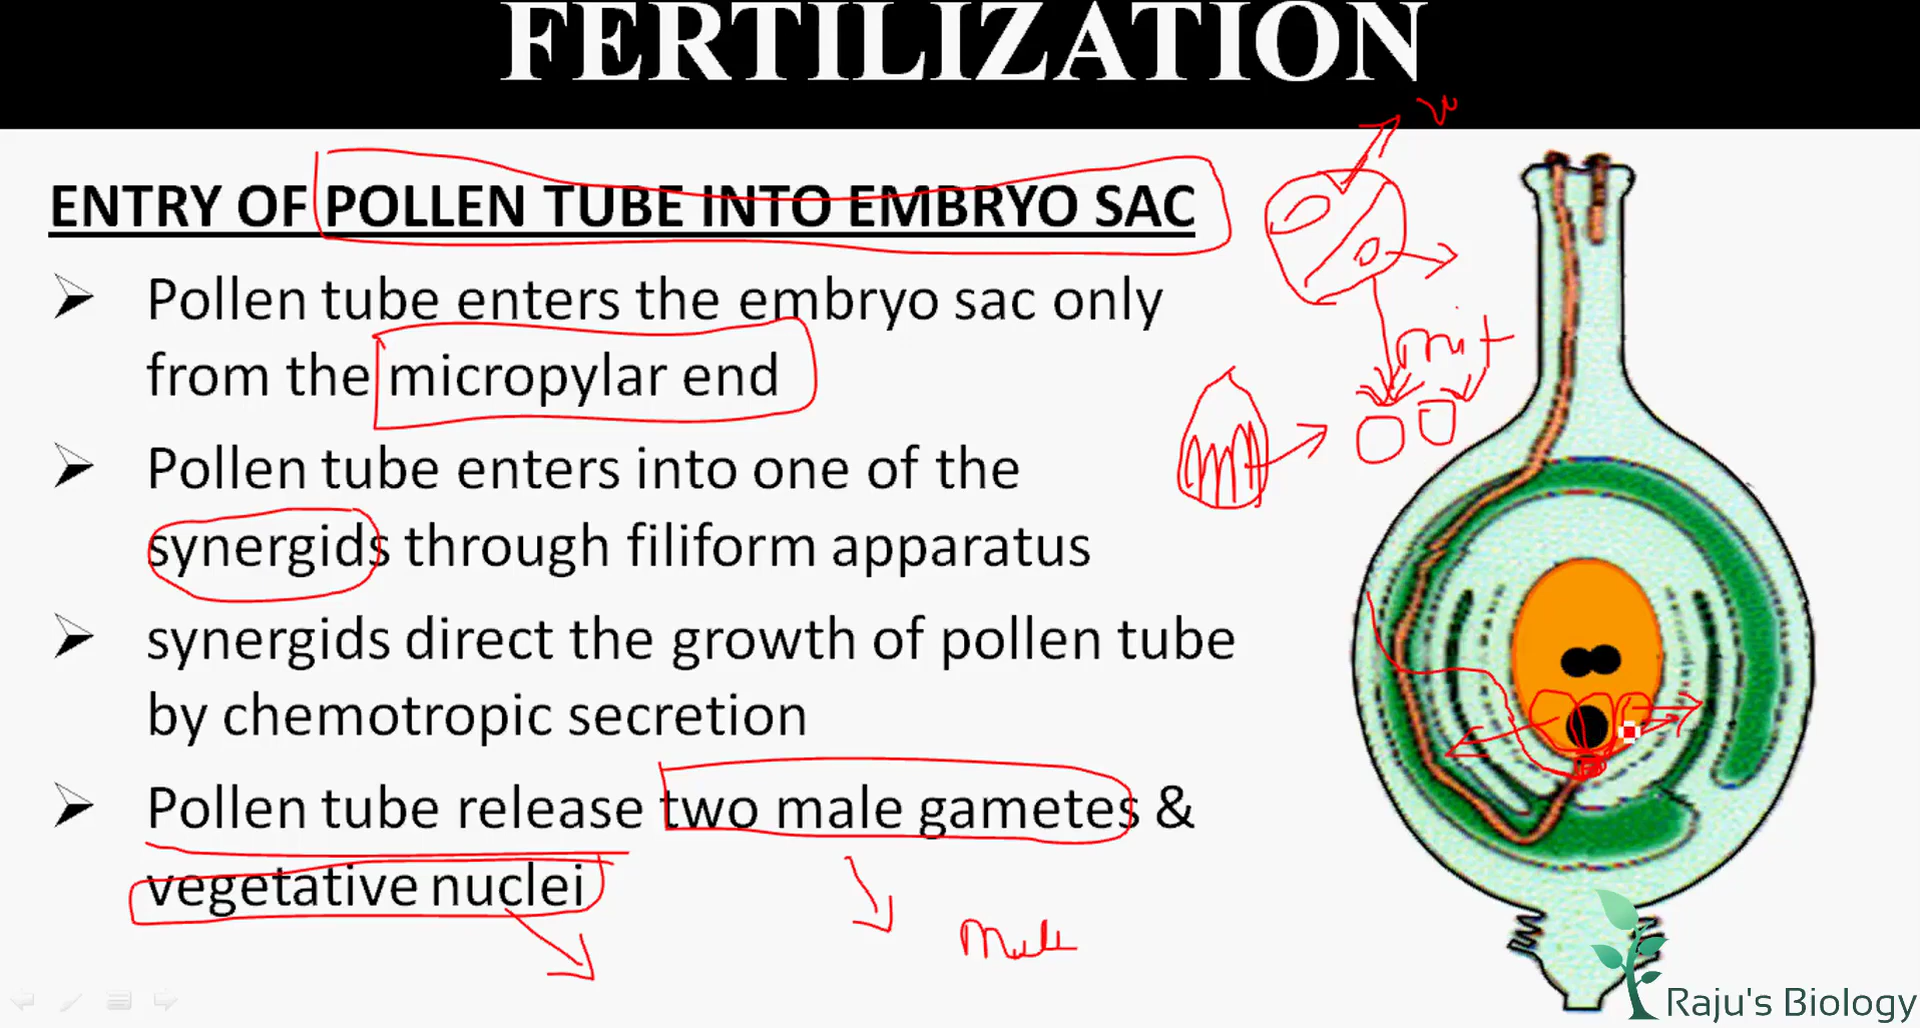 FERTILIZATION
ENTRY OF POLLEN TUBE INTO EMBRYO SAC
➢ Pollen tube enters the embryo sac only
from the micropylar end
➢ Pollen tube enters into one of the
synergids through filiform apparatus
➢ synergids direct the growth of pollen tube
by chemotropic secretion
➢ Pollen tube release two male gametes &
vegetative nuclei
mit
Raju's Biology